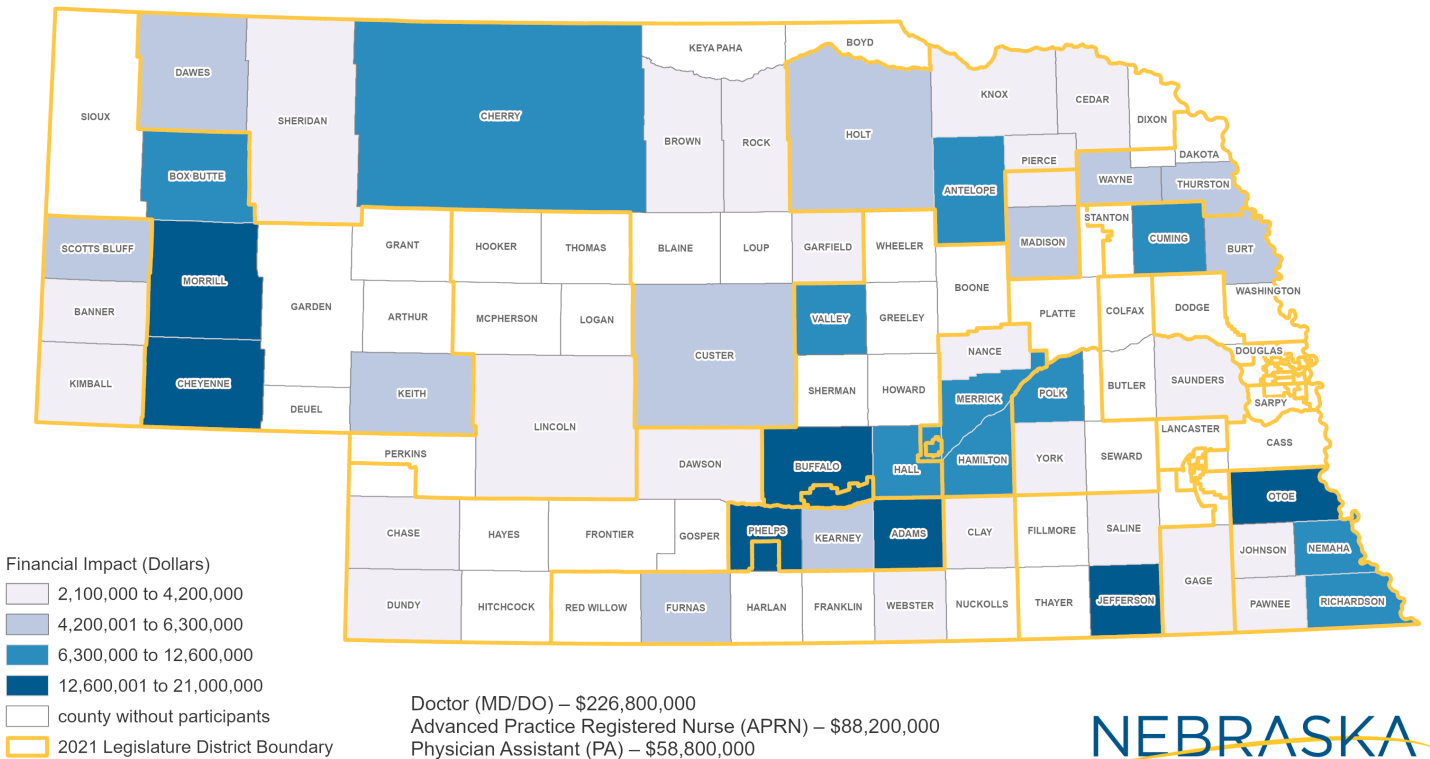 KEYA PAHA
BOYD
DAWES
KNOX
CEDAR
SIOUX
SHERIDAN
CHERRY
DIXON
BROWN
ROCK
HOLT
DAKOTA
PIERCE
BOX BUTTE
ANTELOPE
WAYNE
THURSTON
STANTON
SCOTTS BLUFF
GRANT
HOOKER
THOMAS
BLAINE
LOUP
GARFIELD
WHEELER
MADISON
CUMING
BURT
MORRILL
BOONE
WASHINGTON
BANNER
GARDEN
ARTHUR
MCPHERSON
LOGAN
VALLEY
GREELEY
PLATTE
COLFAX
DODGE
NANCE
DOUGLAS
CUSTER
KIMBALL
CHEYENNE
KEITH
SHERMAN
HOWARD
MERRICK
POLK
BUTLER
SAUNDERS
SARPY
DEUEL
LINCOLN
LANCASTER
CASS
PERKINS
DAWSON
BUFFALO
HALL
HAMILTON
YORK
SEWARD
OTOE
CHASE
HAYES
FRONTIER
GOSPER
PHELPS
KEARNEY
ADAMS
CLAY
FILLMORE
SALINE
JOHNSON
NEMAHA
GAGE
DUNDY
HITCHCOCK
RED WILLOW
FURNAS
HARLAN
FRANKLIN
WEBSTER
NUCKOLLS
THAYER
JEFFERSON
PAWNEE
RICHARDSON
Financial Impact (Dollars)
2,100,000 to 4,200,000
4,200,001 to 6,300,000
6,300,000 to 12,600,000
12,600,001 to 21,000,000
county without participants
2021 Legislature District Boundary
Doctor (MD/DO) – $226,800,000
Advanced Practice Registered Nurse (APRN) – $88,200,000
Physician Assistant (PA) – $58,800,000
NEBRASKA